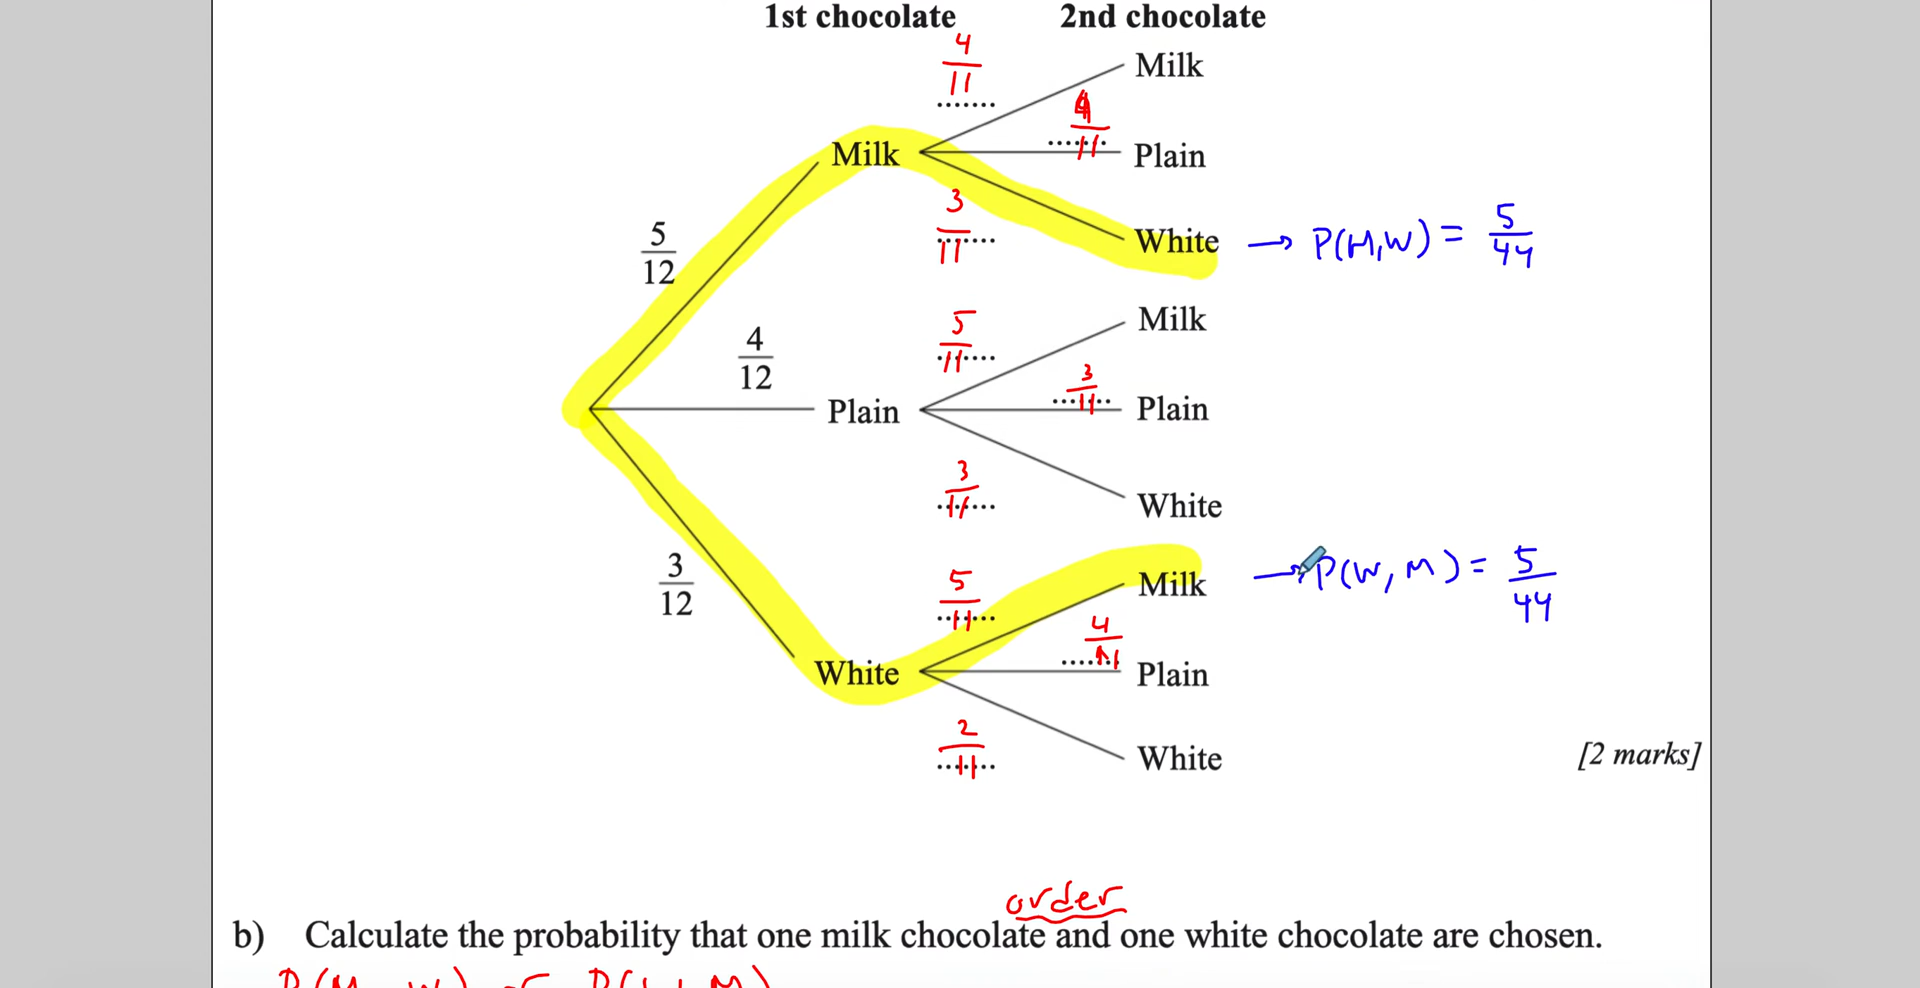 1st chocolate 2nd chocolate
4/11 Milk
4/11
Milk Plain
3/11
5/12 White → P(M,W) = 5/44
5/11 Milk
4/12
3/11
Plain Plain
3/11
White
3/12 5/11 Milk → P(W,M) = 5/44
4/11
White Plain
2/11
White [2 marks]
order
b) Calculate the probability that one milk chocolate and one white chocolate are chosen.